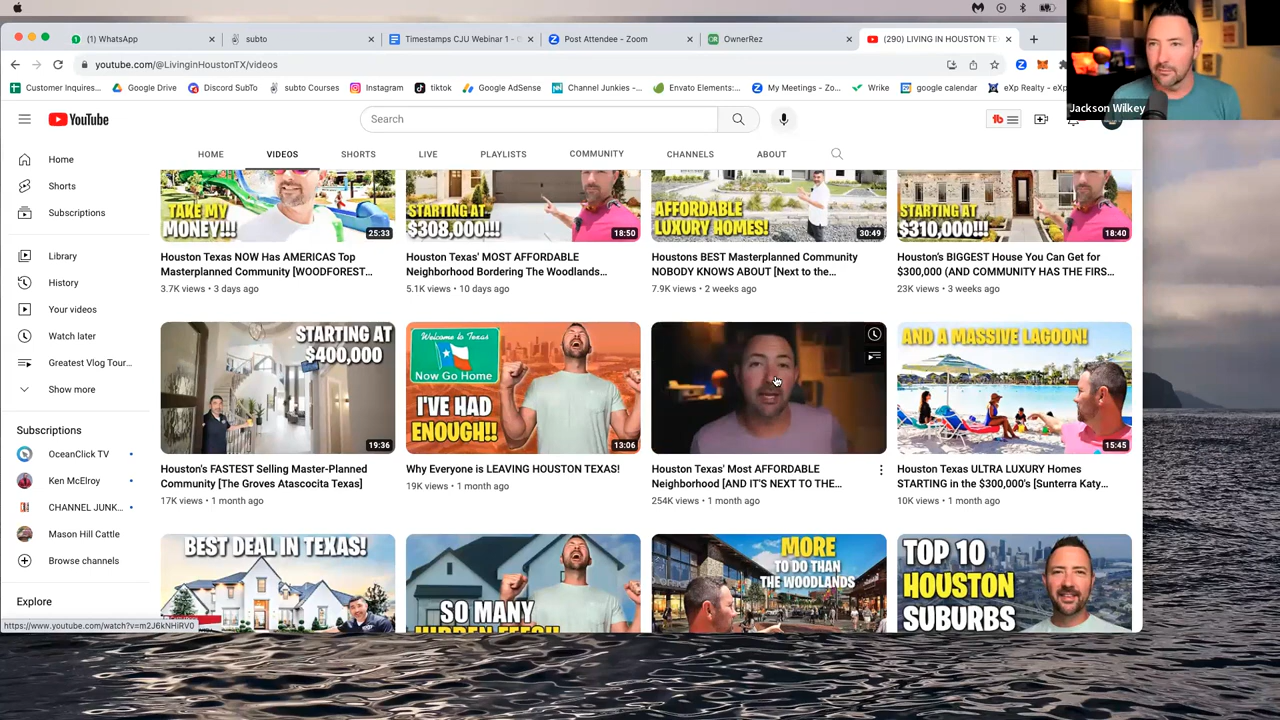 (1) WhatsApp
subto
Timestamps CJU Webinar 1 -
Post Attendee - Zoom
OwnerRez
(290) LIVING IN HOUSTON TE
youtube.com/@LivinginHoustonTX/videos
Customer Inquires...
Google Drive
Discord SubTo
subto Courses
Instagram
tiktok
Google AdSense
Channel Junkies -...
Envato Elements:...
My Meetings - Zo...
Wrike
google calendar
eXp Realty - eXp
Jackson Wilkey
YouTube
Search
HOME
VIDEOS
SHORTS
LIVE
PLAYLISTS
COMMUNITY
CHANNELS
ABOUT
Home
Shorts
Subscriptions
Library
History
Your videos
Watch later
Greatest Vlog Tour...
Show more
Subscriptions
OceanClick TV
Ken McElroy
CHANNEL JUNK...
Mason Hill Cattle
Browse channels
Explore
TAKE MY
MONEY!!!
25:33
STARTING AT
$308,000!!!
18:50
AFFORDABLE
LUXURY HOMES!
30:49
STARTING AT
$310,000!!!
18:40
Houston Texas NOW Has AMERICAS Top
Masterplanned Community [WOODFOREST...
3.7K views • 3 days ago
Houston Texas' MOST AFFORDABLE
Neighborhood Bordering The Woodlands...
5.1K views • 10 days ago
Houstons BEST Masterplanned Community
NOBODY KNOWS ABOUT [Next to the...
7.9K views • 2 weeks ago
Houston's BIGGEST House You Can Get for
$300,000 (AND COMMUNITY HAS THE FIRS...
23K views • 3 weeks ago
STARTING AT
$400,000
19:36
Welcome to Texas
Now Go Home
I'VE HAD
ENOUGH!!
13:06
AND A MASSIVE LAGOON!
15:45
Houston's FASTEST Selling Master-Planned
Community [The Groves Atascocita Texas]
17K views • 1 month ago
Why Everyone is LEAVING HOUSTON TEXAS!
19K views • 1 month ago
Houston Texas' Most AFFORDABLE
Neighborhood [AND IT'S NEXT TO THE...
254K views • 1 month ago
Houston Texas ULTRA LUXURY Homes
STARTING in the $300,000's [Sunterra Katy...
10K views • 1 month ago
BEST DEAL IN TEXAS!
SO MANY
HIDDEN FEES!!
MORE
TO DO THAN
THE WOODLANDS
TOP 10
HOUSTON
SUBURBS
https://www.youtube.com/watch?v=m2J6kNHiRV0